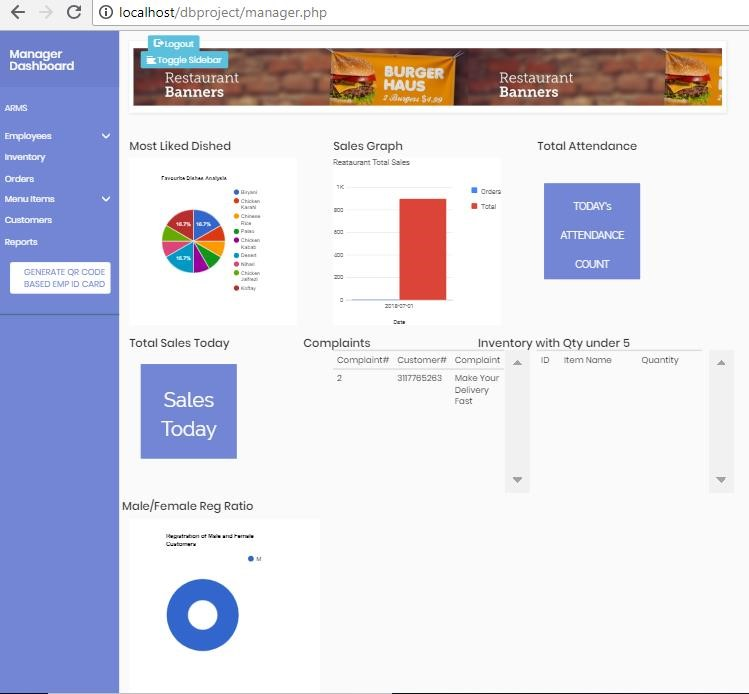 localhost/dbproject/manager.php
Manager
Dashboard
ARMS
Employees
Inventory
Orders
Menu Items
Customers
Reports
GENERATE QR CODE
BASED EMP ID CARD
Logout
Toggle Sidebar
Restaurant
Banners
BURGER
HAUS
2 Burgers $4.99
Restaurant
Banners
BURG
HAU
Most Liked Dished
Favourite Dishes Analysis
16.7%
16.7%
16.7%
Biryani
Chicken
Karahi
Chinese
Rice
Palao
Chicken
Kabab
Desert
Nihari
Chicken
Jalfrezi
Koftay
Sales Graph
Restaurant Total Sales
1K
800
600
400
200
0
2018-07-01
Date
Orders
Total
Total Attendance
TODAY's
ATTENDANCE
COUNT
Total Sales Today
Sales
Today
Complaints
Complaint# Customer# Complaint
2 3117765263 Make Your
Delivery
Fast
Inventory with Qty under 5
ID Item Name Quantity
Male/Female Reg Ratio
Registration of Male and Female
Customers
M